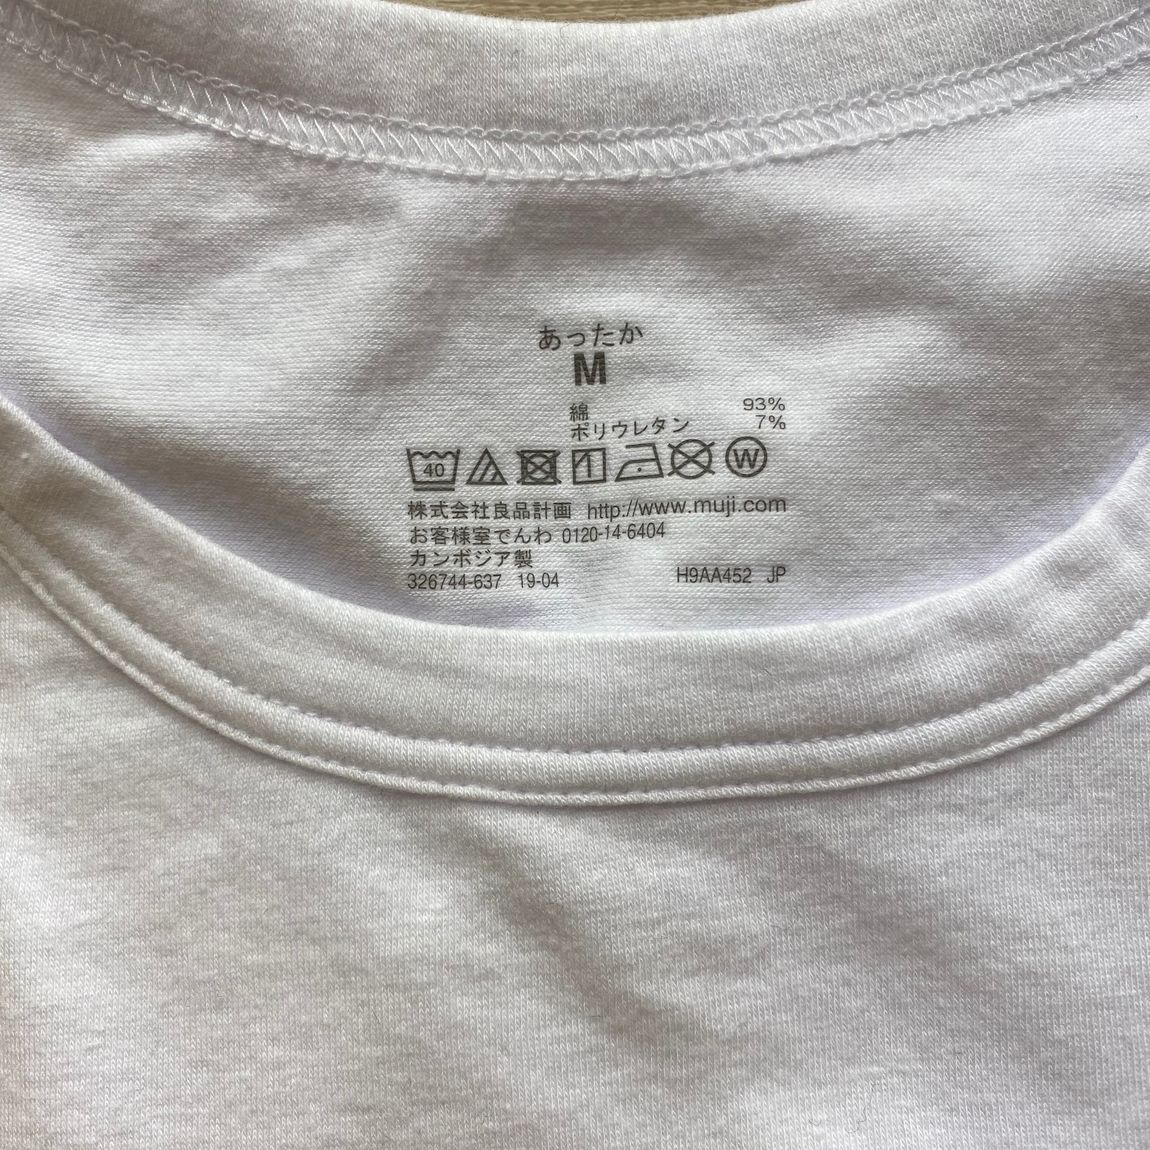 あったか
M
綿 93%
ポリウレタン 7%
40 W
株式会社良品計画 http://www.muji.com
お客様室でんわ 0120-14-6404
カンボジア製
326744-637 19-04 H9AA452 JP